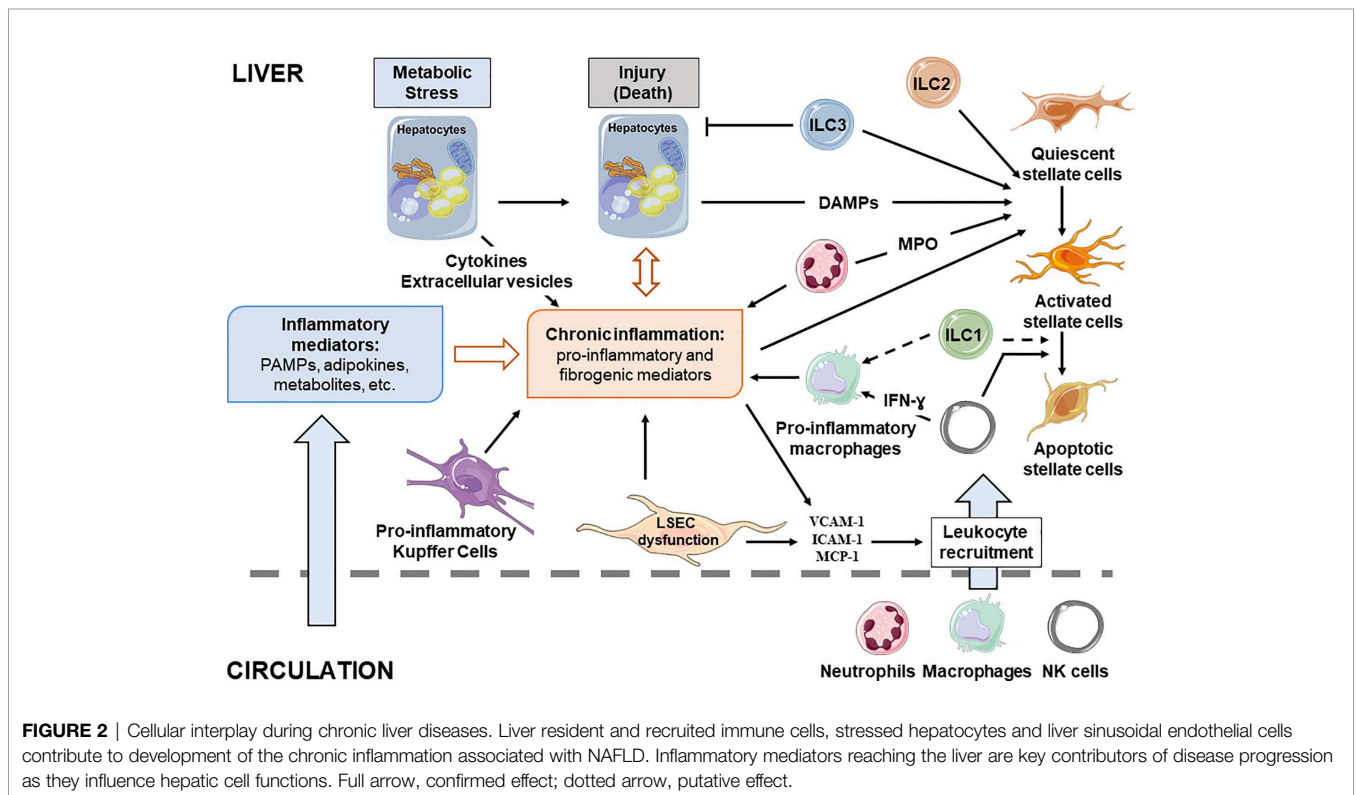 LIVER
Metabolic
Stress
Hepatocytes
Injury
(Death)
Hepatocytes
ILC3
ILC2
Quiescent
stellate cells
DAMPs
MPO
Cytokines
Extracellular vesicles
Activated
stellate cells
Inflammatory
mediators:
PAMPs, adipokines,
metabolites, etc.
Chronic inflammation:
pro-inflammatory and
fibrogenic mediators
ILC1
IFN-ɣ
Pro-inflammatory
macrophages
Apoptotic
stellate cells
Pro-inflammatory
Kupffer Cells
LSEC
dysfunction
VCAM-1
ICAM-1
MCP-1
Leukocyte
recruitment
CIRCULATION
Neutrophils Macrophages NK cells
FIGURE 2 | Cellular interplay during chronic liver diseases. Liver resident and recruited immune cells, stressed hepatocytes and liver sinusoidal endothelial cells
contribute to development of the chronic inflammation associated with NAFLD. Inflammatory mediators reaching the liver are key contributors of disease progression
as they influence hepatic cell functions. Full arrow, confirmed effect; dotted arrow, putative effect.